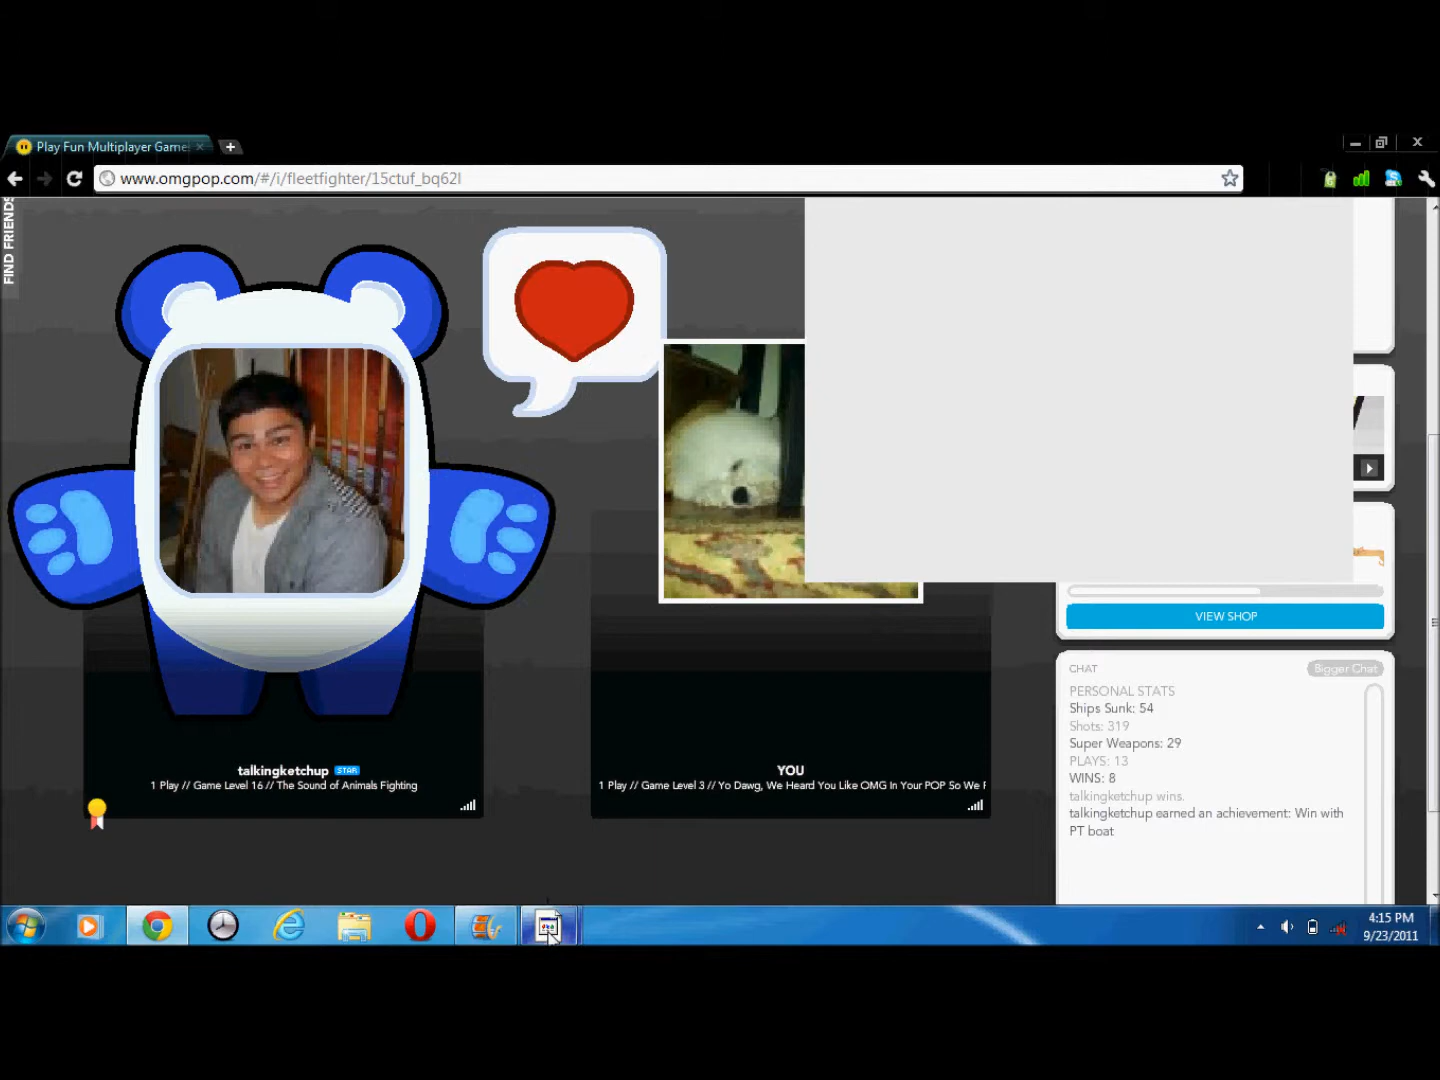 Play Fun Multiplayer Game
www.omgpop.com/#/i/fleetfighter/15ctuf_bq62l
FIND FRIENDS
VIEW SHOP
CHAT
Bigger Chat
PERSONAL STATS
Ships Sunk: 54
Shots: 319
Super Weapons: 29
PLAYS: 13
WINS: 8
talkingketchup wins.
talkingketchup earned an achievement: Win with
PT boat
talkingketchup STAR
1 Play // Game Level 16 // The Sound of Animals Fighting
YOU
1 Play // Game Level 3 // Yo Dawg, We Heard You Like OMG In Your POP So We
4:15 PM
9/23/2011